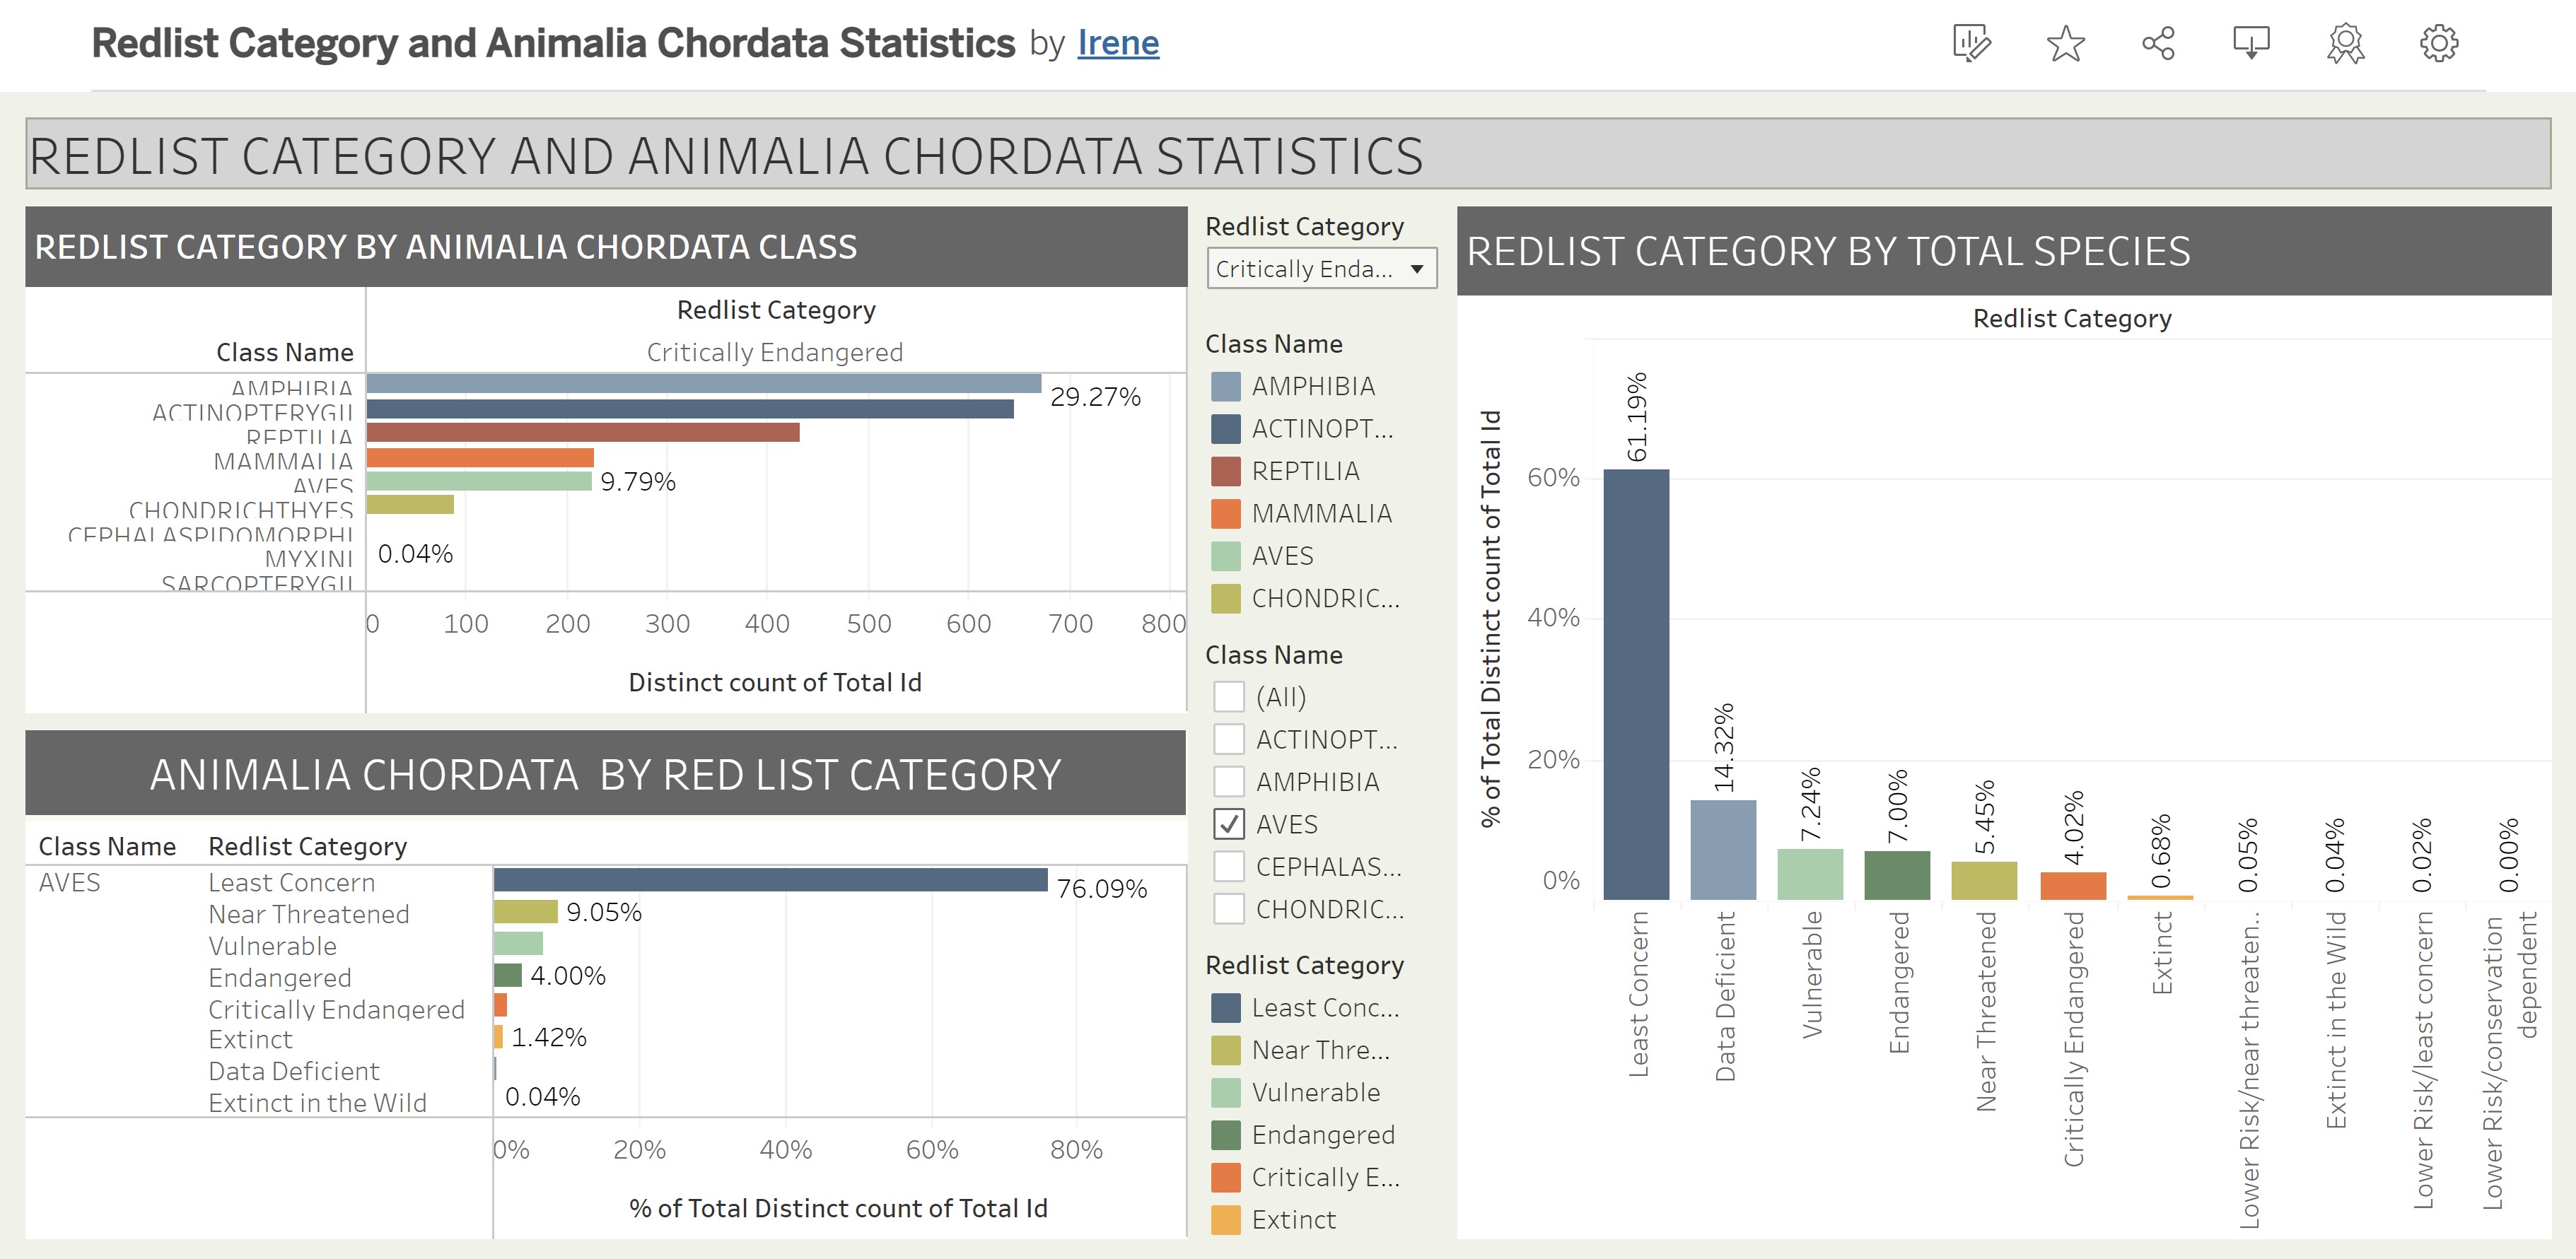 Redlist Category and Animalia Chordata Statistics by Irene
REDLIST CATEGORY AND ANIMALIA CHORDATA STATISTICS
REDLIST CATEGORY BY ANIMALIA CHORDATA CLASS
Redlist Category
Class Name
Critically Endangered
AMPHIBIA
ACTINOPTERYGII
REPTILIA
MAMMALIA
AVES
CHONDRICHTHYES
CEPHALASPIDOMORPHI
MYXINI
SARCOPTERYGII
29.27%
9.79%
0.04%
0 100 200 300 400 500 600 700 800
Distinct count of Total Id
ANIMALIA CHORDATA BY RED LIST CATEGORY
Class Name Redlist Category
AVES Least Concern 76.09%
Near Threatened 9.05%
Vulnerable
Endangered 4.00%
Critically Endangered
Extinct 1.42%
Data Deficient
Extinct in the Wild 0.04%
0% 20% 40% 60% 80%
% of Total Distinct count of Total Id
Redlist Category
Critically Enda...
Class Name
AMPHIBIA
ACTINOPT...
REPTILIA
MAMMALIA
AVES
CHONDRIC...
Class Name
(All)
ACTINOPT...
AMPHIBIA
AVES
CEPHALAS...
CHONDRIC...
Redlist Category
Least Conc...
Near Thre...
Vulnerable
Endangered
Critically E...
Extinct
REDLIST CATEGORY BY TOTAL SPECIES
Redlist Category
% of Total Distinct count of Total Id
60%
40%
20%
0%
61.19%
14.32%
7.24%
7.00%
5.45%
4.02%
0.68%
0.05%
0.04%
0.02%
0.00%
Least Concern
Data Deficient
Vulnerable
Endangered
Near Threatened
Critically Endangered
Extinct
Lower Risk/near threaten..
Extinct in the Wild
Lower Risk/least concern
Lower Risk/conservation
dependent